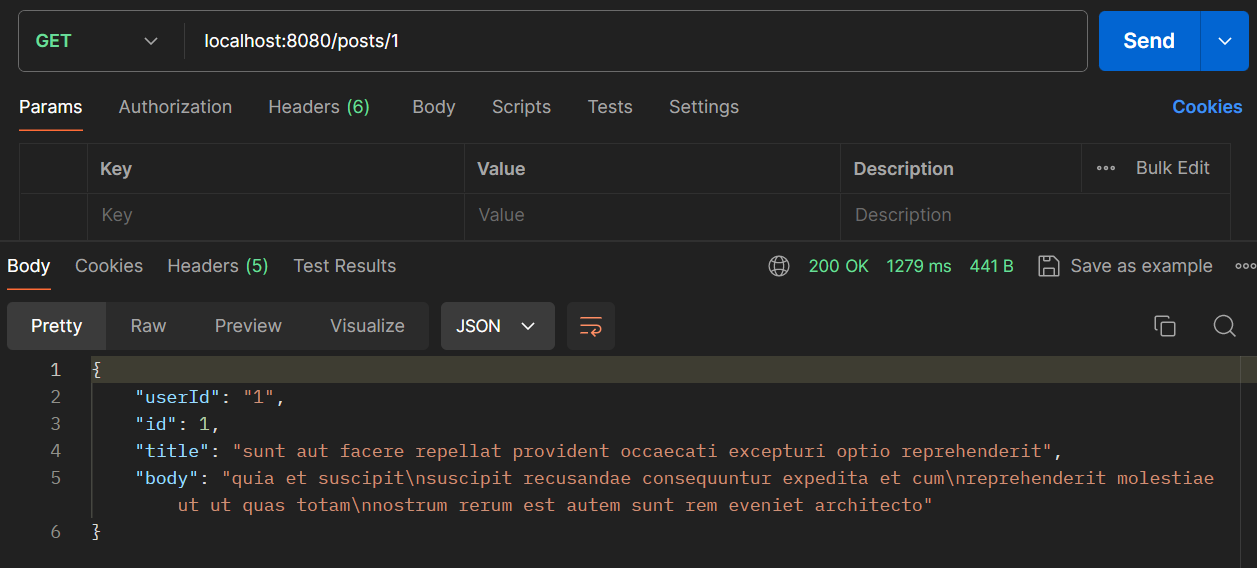 GET localhost:8080/posts/1 Send
Params Authorization Headers (6) Body Scripts Tests Settings Cookies
Key Value Description Bulk Edit
Key Value Description
Body Cookies Headers (5) Test Results 200 OK 1279 ms 441 B Save as example
Pretty Raw Preview Visualize JSON
1 {
2 "userId": "1",
3 "id": 1,
4 "title": "sunt aut facere repellat provident occaecati excepturi optio reprehenderit",
5 "body": "quia et suscipit\nsuscipit recusandae consequuntur expedita et cum\nreprehenderit molestiae
ut ut quas totam\nnostrum rerum est autem sunt rem eveniet architecto"
6 }